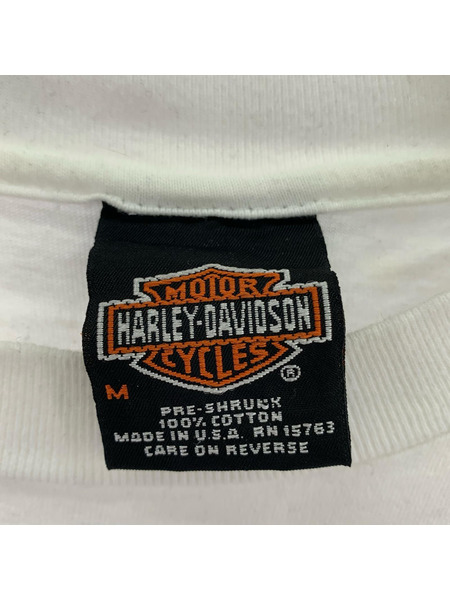 MOTOR
HARLEY-DAVIDSON
CYCLES
®
M
PRE-SHRUNK
100% COTTON
MADE IN U.S.A. RN 15763
CARE ON REVERSE